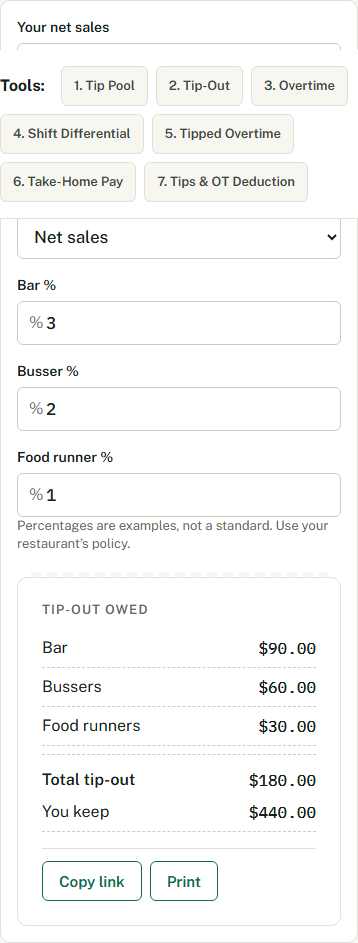 Your net sales
Tools:
1. Tip Pool
2. Tip-Out
3. Overtime
4. Shift Differential
5. Tipped Overtime
6. Take-Home Pay
7. Tips & OT Deduction
Net sales
Bar %
% 3
Busser %
% 2
Food runner %
% 1
Percentages are examples, not a standard. Use your
restaurant's policy.
TIP-OUT OWED
Bar $90.00
Bussers $60.00
Food runners $30.00
Total tip-out $180.00
You keep $440.00
Copy link
Print